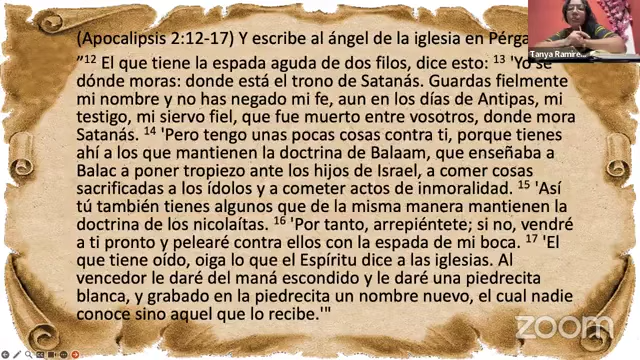 (Apocalipsis 2:12-17) Y escribe al ángel de la iglesia en
"12 El que tiene la espada aguda de dos filos, dice esto: 13 'Yo sé
dónde moras: donde está el trono de Satanás. Guardas fielmente
mi nombre y no has negado mi fe, aun en los días de Antipas, mi
testigo, mi siervo fiel, que fue muerto entre vosotros, donde mora
Satanás. 14 'Pero tengo unas pocas cosas contra ti, porque tienes
ahí a los que mantienen la doctrina de Balaam, que enseñaba a
Balac a poner tropiezo ante los hijos de Israel, a comer cosas
sacrificadas a los ídolos y a cometer actos de inmoralidad. 15 'Así
tú también tienes algunos que de la misma manera mantienen la
doctrina de los nicolaítas. 16 'Por tanto, arrepiéntete; si no, vendré
a ti pronto y pelearé contra ellos con la espada de mi boca. 17 'El
que tiene oído, oiga lo que el Espíritu dice a las iglesias. Al
vencedor le daré del maná escondido y le daré una piedrecita
blanca, y grabado en la piedrecita un nombre nuevo, el cual nadie
conoce sino aquel que lo recibe.'"
Tanya
zoom